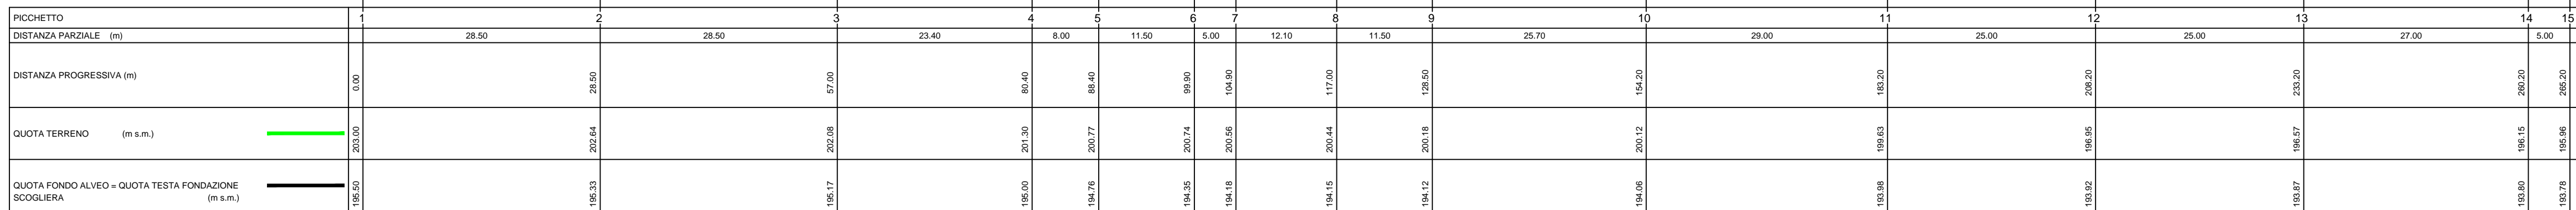 PICCHETTO 1 2 3 4 5 6 7 8 9 10 11 12 13 14 15
DISTANZA PARZIALE (m) 28.50 28.50 23.40 8.00 11.50 5.00 12.10 11.50 25.70 29.00 25.00 25.00 27.00 5.00
DISTANZA PROGRESSIVA (m) 0.00 28.50 57.00 80.40 88.40 99.90 104.90 117.00 128.50 154.20 183.20 208.20 233.20 260.20 265.20
QUOTA TERRENO (m s.m.) 203.00 202.64 202.08 201.30 200.77 200.74 200.56 200.44 200.18 200.12 199.63 196.95 196.57 196.15 195.96
QUOTA FONDO ALVEO = QUOTA TESTA FONDAZIONE
SCOGLIERA (m s.m.) 195.50 195.33 195.17 195.00 194.76 194.35 194.18 194.15 194.12 194.06 193.98 193.92 193.87 193.80 193.78